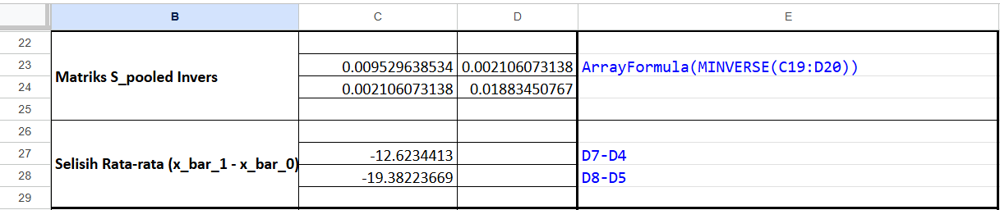 B C D E
22
23 0.009529638534 0.002106073138 ArrayFormula(MINVERSE(C19:D20))
Matriks S_pooled Invers
24 0.002106073138 0.01883450767
25
26
27 -12.6234413 D7-D4
Selisih Rata-rata (x_bar_1 - x_bar_0)
28 -19.38223669 D8-D5
29